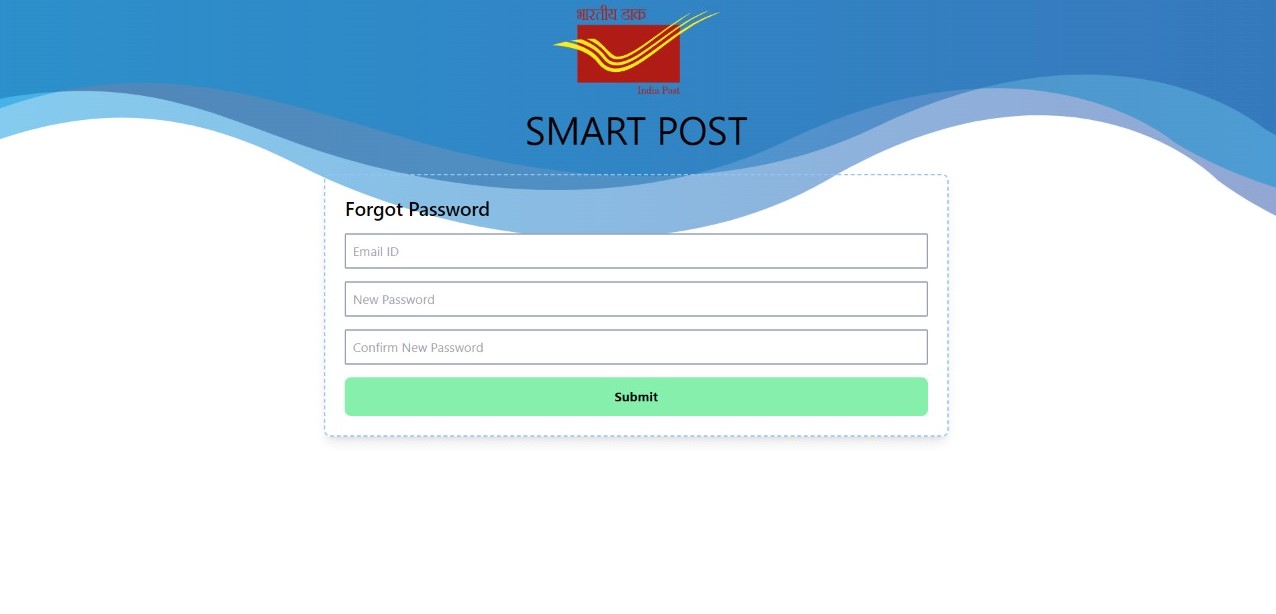 भारतीय डाक
India Post
SMART POST
Forgot Password
Email ID
New Password
Confirm New Password
Submit